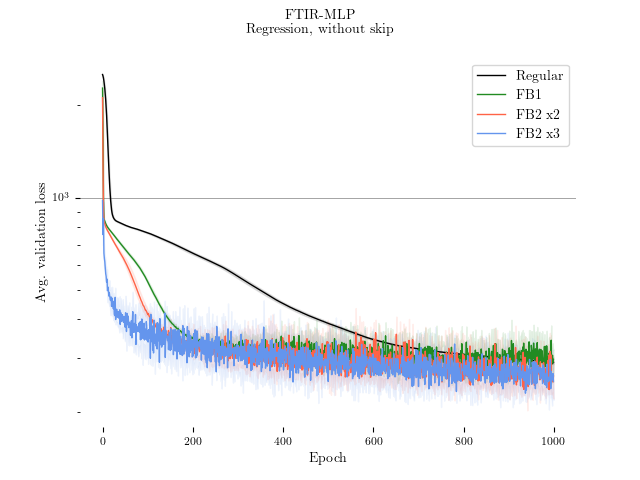 FTIR-MLP
Regression, without skip
Regular
FB1
FB2 x2
FB2 x3
Avg. validation loss
10³
0 200 400 600 800 1000
Epoch